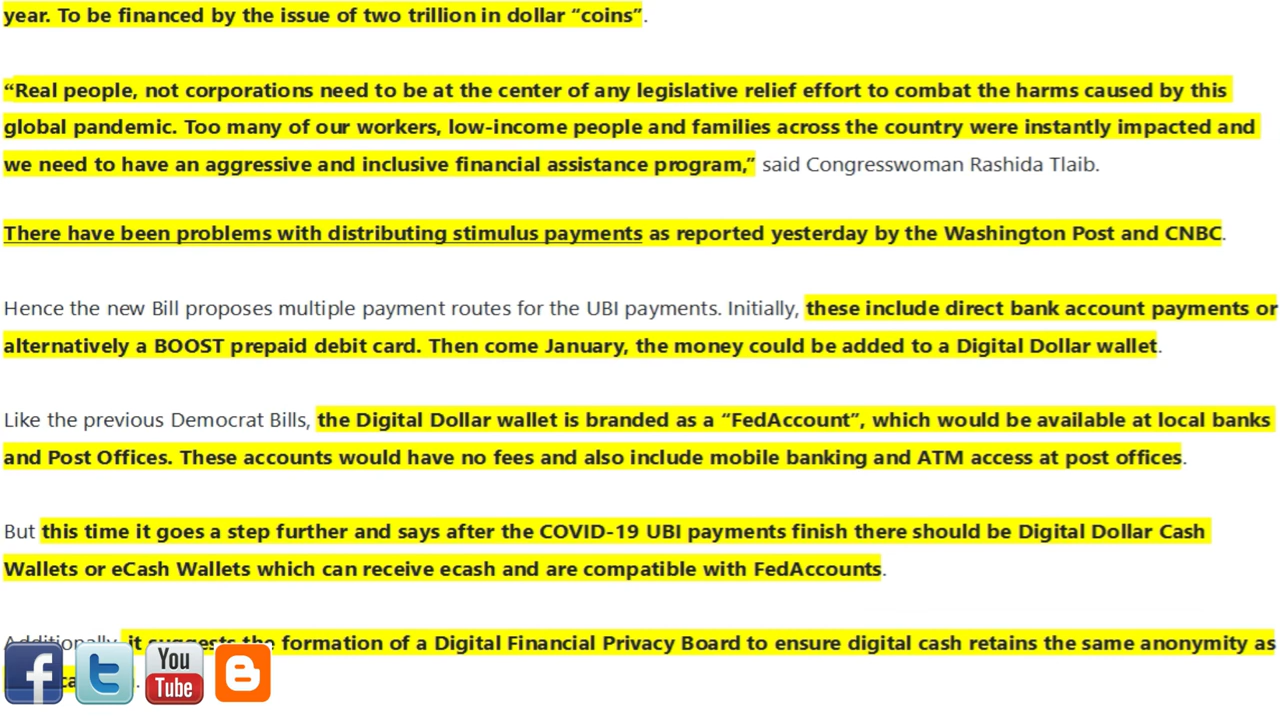 year. To be financed by the issue of two trillion in dollar “coins”.
“Real people, not corporations need to be at the center of any legislative relief effort to combat the harms caused by this
global pandemic. Too many of our workers, low-income people and families across the country were instantly impacted and
we need to have an aggressive and inclusive financial assistance program,” said Congresswoman Rashida Tlaib.
There have been problems with distributing stimulus payments as reported yesterday by the Washington Post and CNBC.
Hence the new Bill proposes multiple payment routes for the UBI payments. Initially, these include direct bank account payments or
alternatively a BOOST prepaid debit card. Then come January, the money could be added to a Digital Dollar wallet.
Like the previous Democrat Bills, the Digital Dollar wallet is branded as a “FedAccount”, which would be available at local banks
and Post Offices. These accounts would have no fees and also include mobile banking and ATM access at post offices.
But this time it goes a step further and says after the COVID-19 UBI payments finish there should be Digital Dollar Cash
Wallets or eCash Wallets which can receive ecash and are compatible with FedAccounts.
Additionally, it suggests the formation of a Digital Financial Privacy Board to ensure digital cash retains the same anonymity as
You
Tube